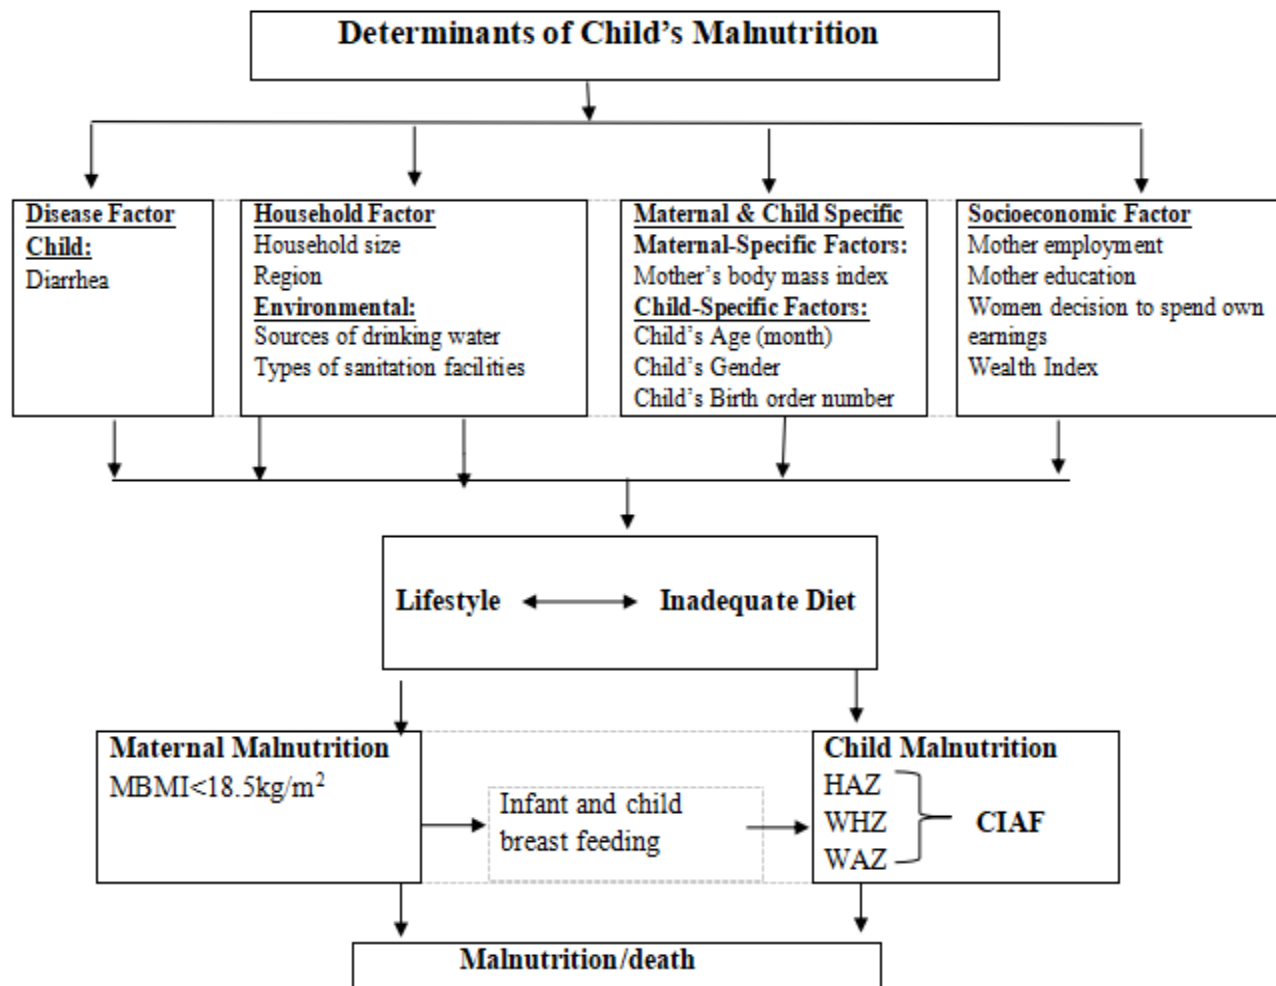 Determinants of Child's Malnutrition
Disease Factor
Child:
Diarrhea
Household Factor
Household size
Region
Environmental:
Sources of drinking water
Types of sanitation facilities
Maternal & Child Specific
Maternal-Specific Factors:
Mother's body mass index
Child-Specific Factors:
Child's Age (month)
Child's Gender
Child's Birth order number
Socioeconomic Factor
Mother employment
Mother education
Women decision to spend own
earnings
Wealth Index
Lifestyle Inadequate Diet
Maternal Malnutrition
MBMI<18.5kg/m²
Infant and child
breast feeding
Child Malnutrition
HAZ
WHZ CIAF
WAZ
Malnutrition/death